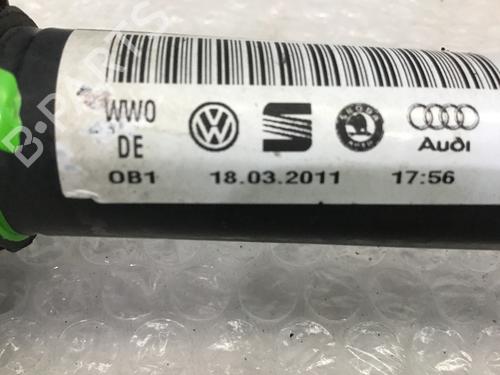 WWO
DE
OB1 18.03.2011 17:56
ŠKODA
AUTO
Audi
B-PARTS